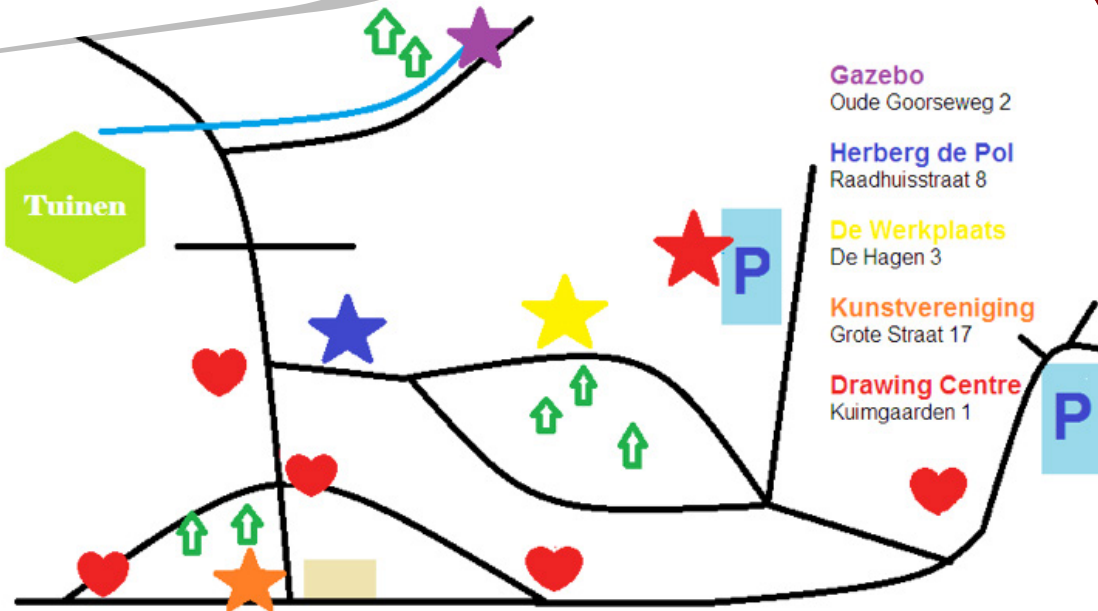 Tuinen
P
Gazebo
Oude Goorseweg 2
Herberg de Pol
Raadhuisstraat 8
De Werkplaats
De Hagen 3
Kunstvereniging
Grote Straat 17
Drawing Centre
Kuimgaarden 1
P